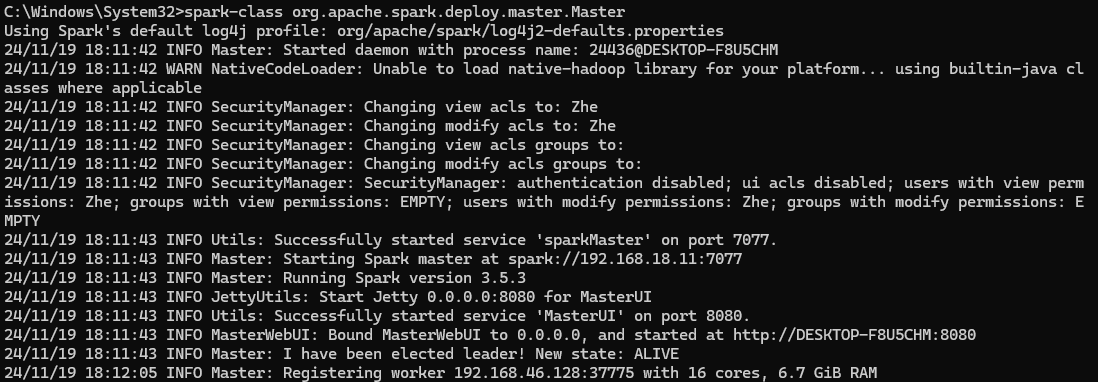 C:\Windows\System32>spark-class org.apache.spark.deploy.master.Master
Using Spark's default log4j profile: org/apache/spark/log4j2-defaults.properties
24/11/19 18:11:42 INFO Master: Started daemon with process name: 24436@DESKTOP-F8U5CHM
24/11/19 18:11:42 WARN NativeCodeLoader: Unable to load native-hadoop library for your platform... using builtin-java cl
asses where applicable
24/11/19 18:11:42 INFO SecurityManager: Changing view acls to: Zhe
24/11/19 18:11:42 INFO SecurityManager: Changing modify acls to: Zhe
24/11/19 18:11:42 INFO SecurityManager: Changing view acls groups to:
24/11/19 18:11:42 INFO SecurityManager: Changing modify acls groups to:
24/11/19 18:11:42 INFO SecurityManager: SecurityManager: authentication disabled; ui acls disabled; users with view perm
issions: Zhe; groups with view permissions: EMPTY; users with modify permissions: Zhe; groups with modify permissions: E
MPTY
24/11/19 18:11:43 INFO Utils: Successfully started service 'sparkMaster' on port 7077.
24/11/19 18:11:43 INFO Master: Starting Spark master at spark://192.168.18.11:7077
24/11/19 18:11:43 INFO Master: Running Spark version 3.5.3
24/11/19 18:11:43 INFO JettyUtils: Start Jetty 0.0.0.0:8080 for MasterUI
24/11/19 18:11:43 INFO Utils: Successfully started service 'MasterUI' on port 8080.
24/11/19 18:11:43 INFO MasterWebUI: Bound MasterWebUI to 0.0.0.0, and started at http://DESKTOP-F8U5CHM:8080
24/11/19 18:11:43 INFO Master: I have been elected leader! New state: ALIVE
24/11/19 18:12:05 INFO Master: Registering worker 192.168.46.128:37775 with 16 cores, 6.7 GiB RAM